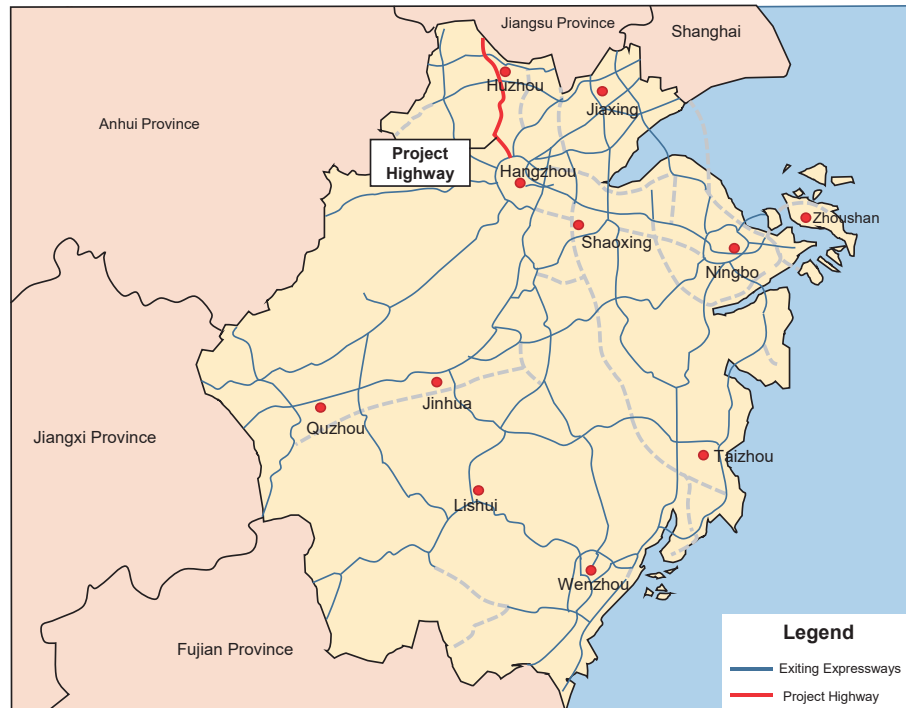 Jiangsu Province
Shanghai
Huzhou
Jiaxing
Anhui Province
Project
Highway
Hangzhou
Zhoushan
Shaoxing
Ningbo
Jinhua
Quzhou
Jiangxi Province
Taizhou
Lishui
Wenzhou
Fujian Province
Legend
Exiting Expressways
Project Highway